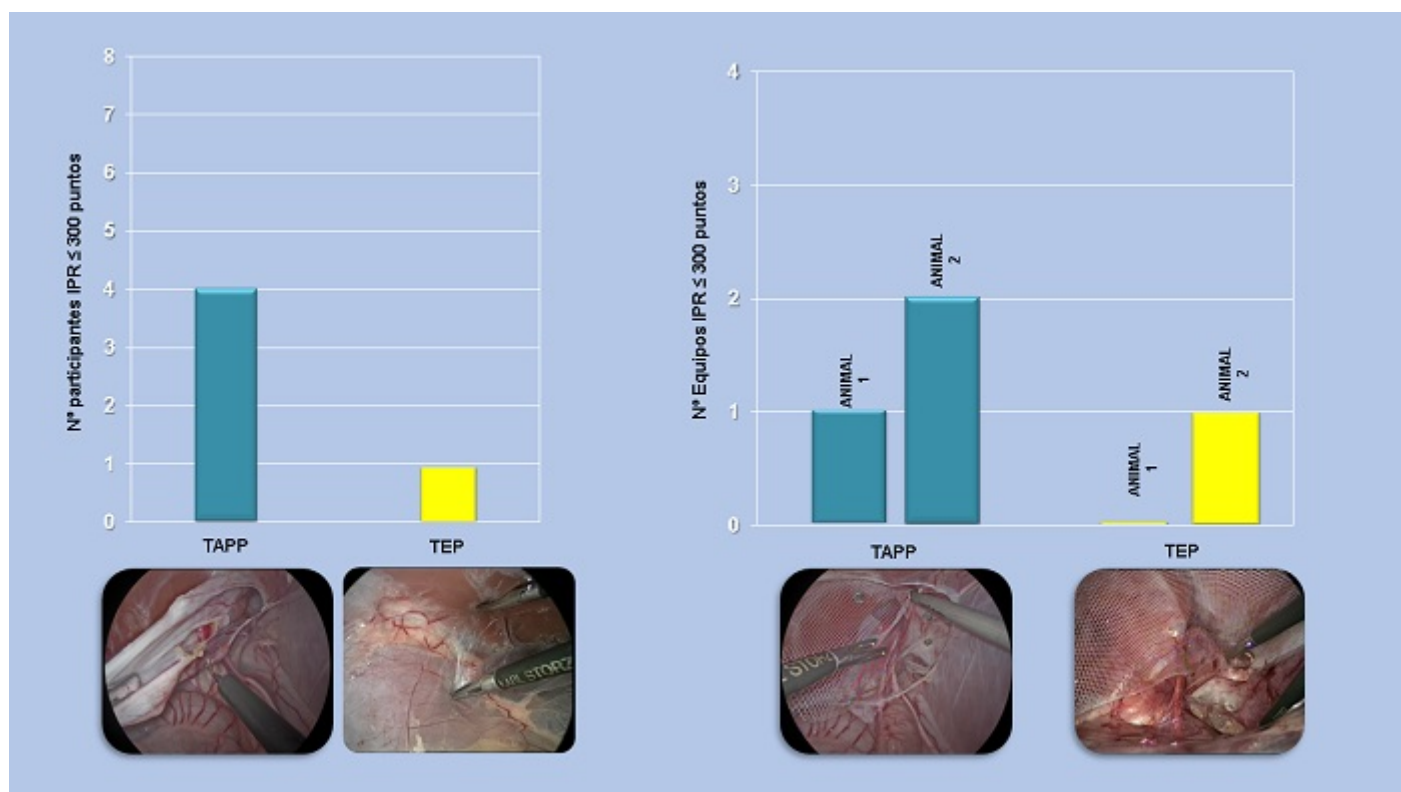 8
7
6
5
4
3
2
1
0
Nº participantes IPR ≤ 300 puntos
TAPP
TEP
4
3
2
1
0
Nº Equipos IPR ≤ 300 puntos
ANIMAL
1
ANIMAL
2
ANIMAL
1
ANIMAL
2
TAPP
TEP
STORZ
STORZ